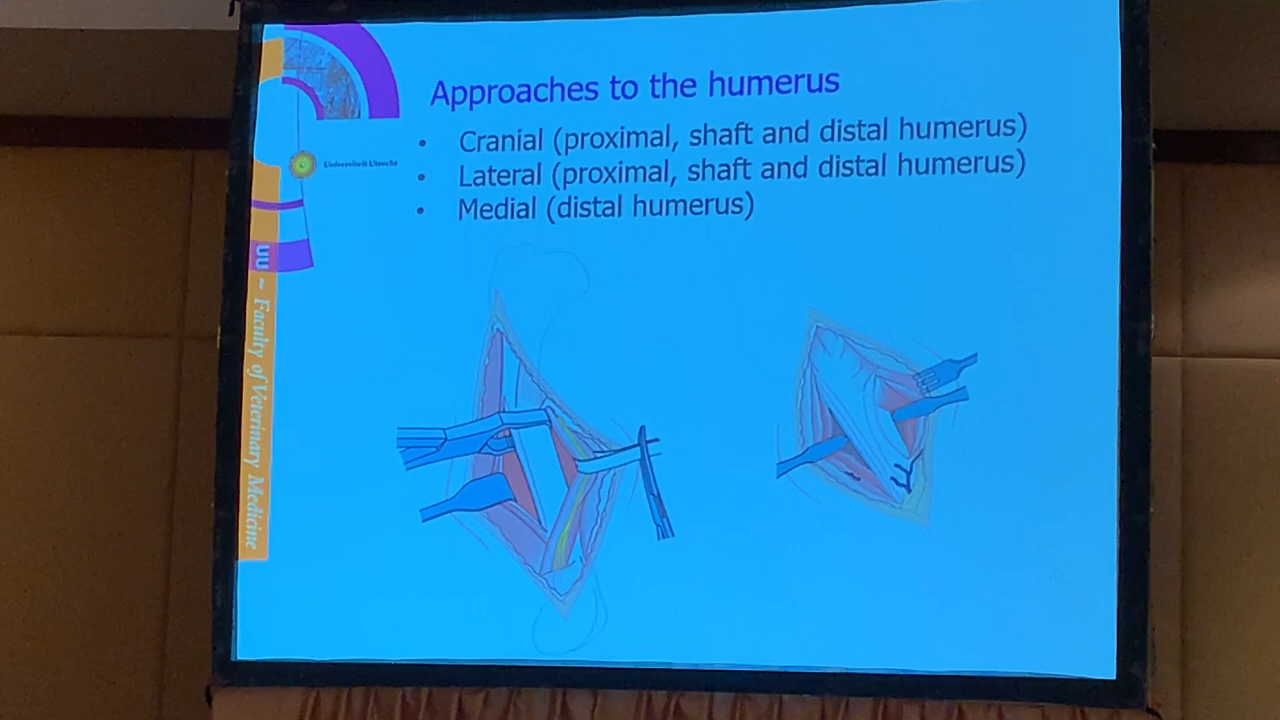 Approaches to the humerus
• Cranial (proximal, shaft and distal humerus)
• Lateral (proximal, shaft and distal humerus)
• Medial (distal humerus)
Universiteit Utrecht
UU - Faculty of Veterinary Medicine